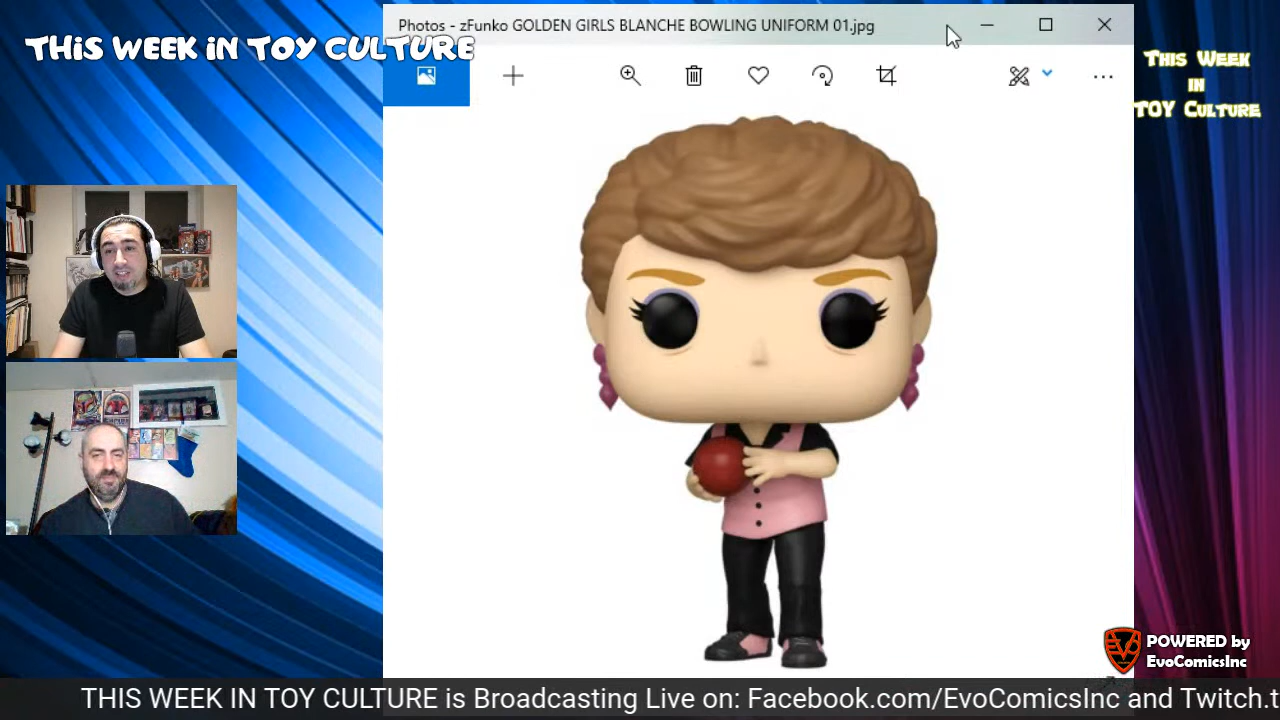 Photos - zFunko GOLDEN GIRLS BLANCHE BOWLING UNIFORM 01.jpg
THiS WEEK iN TOY CULTURE
This Week
in
TOY Culture
POWERED by
EvoComicsInc
THIS WEEK IN TOY CULTURE is Broadcasting Live on: Facebook.com/EvoComicsInc and Twitch.t